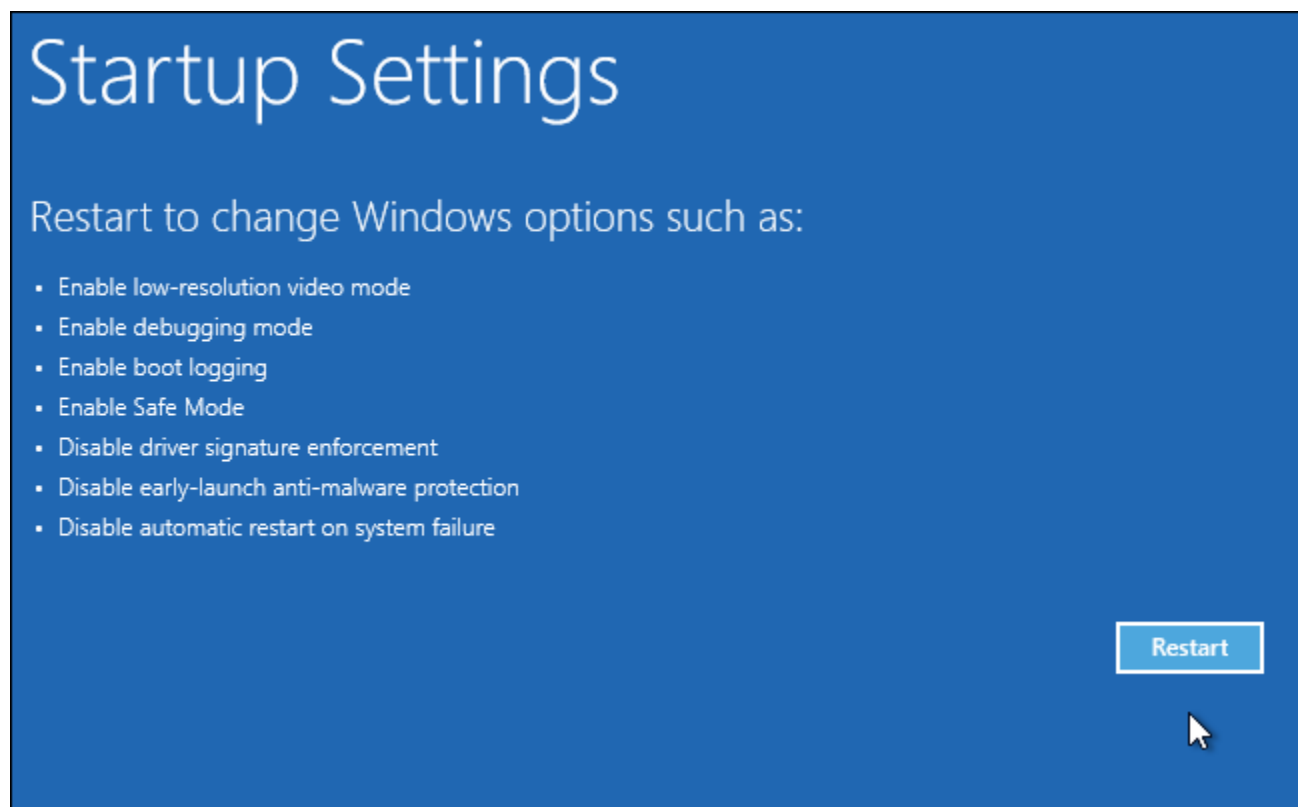 Startup Settings
Restart to change Windows options such as:
▪ Enable low-resolution video mode
▪ Enable debugging mode
▪ Enable boot logging
▪ Enable Safe Mode
▪ Disable driver signature enforcement
▪ Disable early-launch anti-malware protection
▪ Disable automatic restart on system failure
Restart